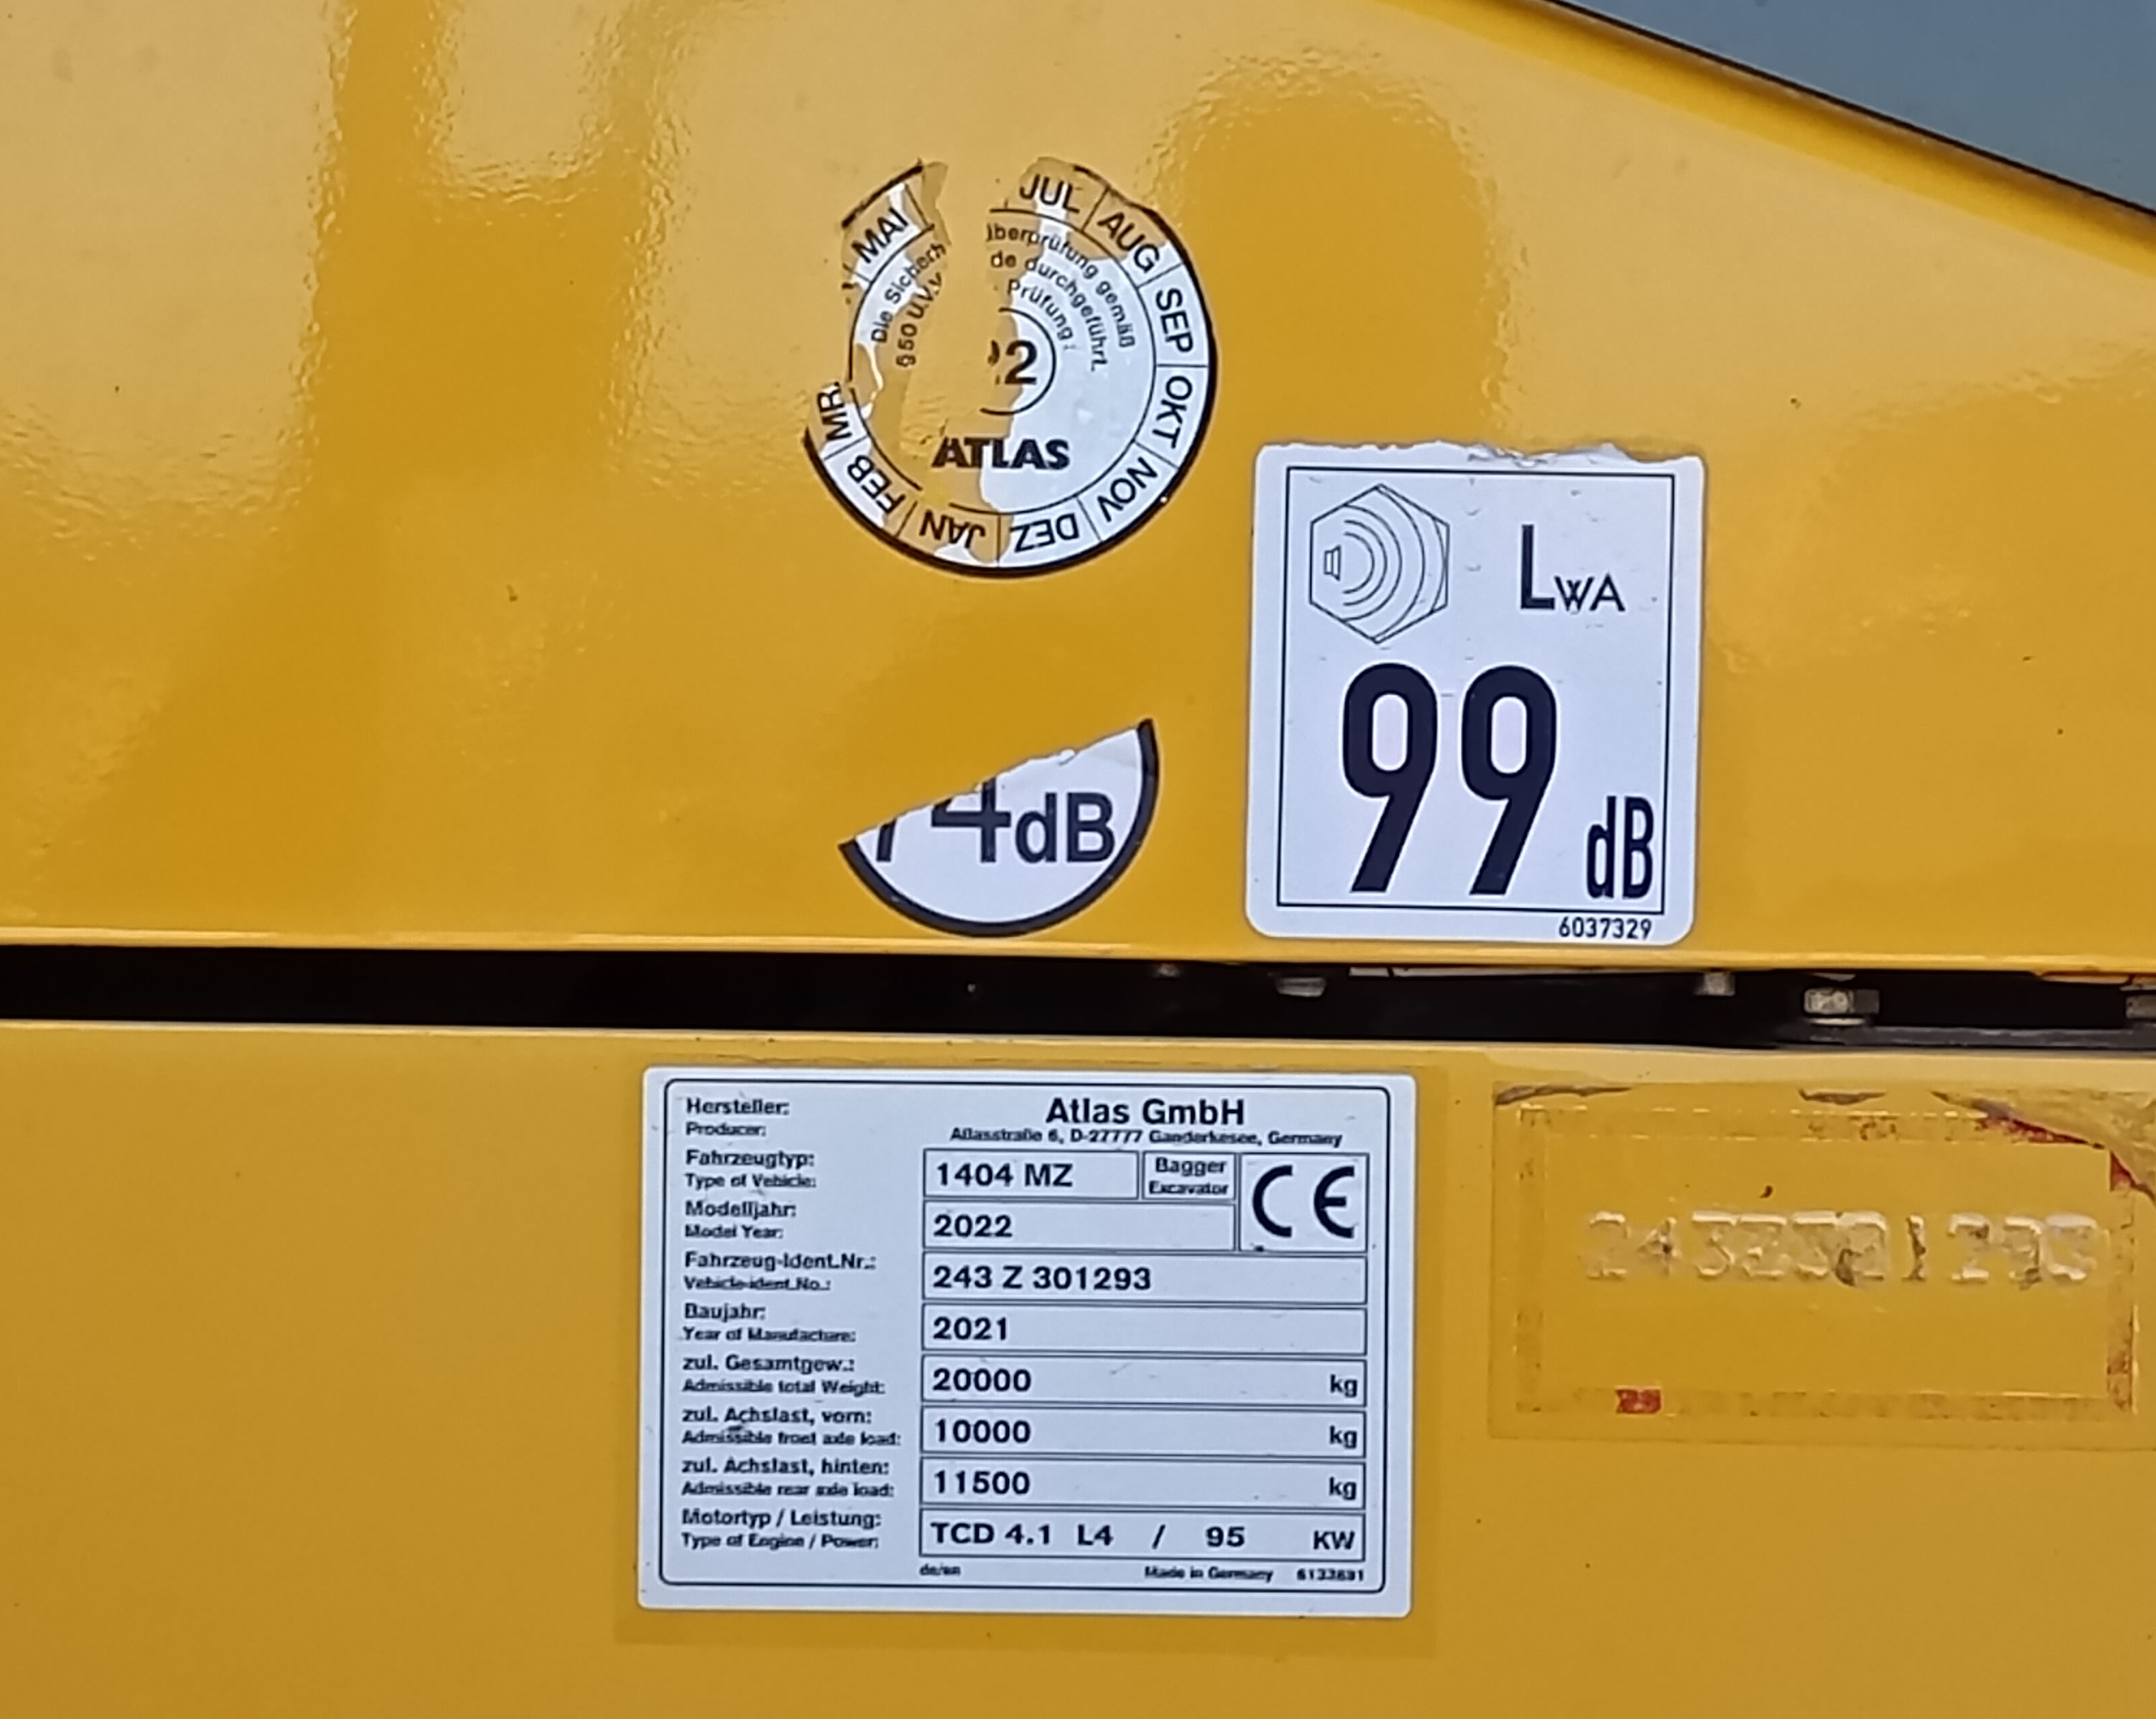 MAI
JUL
AUG
SEP
OKT
NOV
DEZ
JAN
FEB
Die
berprüfung gemäß
§50 U.V.V
de durchgeführt.
Prüfung:
2
ATLAS
LWA
99 dB
6037329
4dB
Hersteller: Atlas GmbH
Producer: Atlasstraße 6, D-27777 Ganderkesee, Germany
Fahrzeugtyp: 1404 MZ Bagger CE
Type of Vehicle: Excavator
Modelljahr: 2022
Model Year:
Fahrzeug-Ident.Nr.: 243 Z 301293
Vehicle-ident.No.:
Baujahr: 2021
Year of Manufacture:
zul. Gesamtgew.: 20000 kg
Admissible total Weight:
zul. Achslast, vorn: 10000 kg
Admissible front axle load:
zul. Achslast, hinten: 11500 kg
Admissible rear axle load:
Motortyp / Leistung: TCD 4.1 L4 / 95 KW
Type of Engine / Power:
de/en Made in Germany